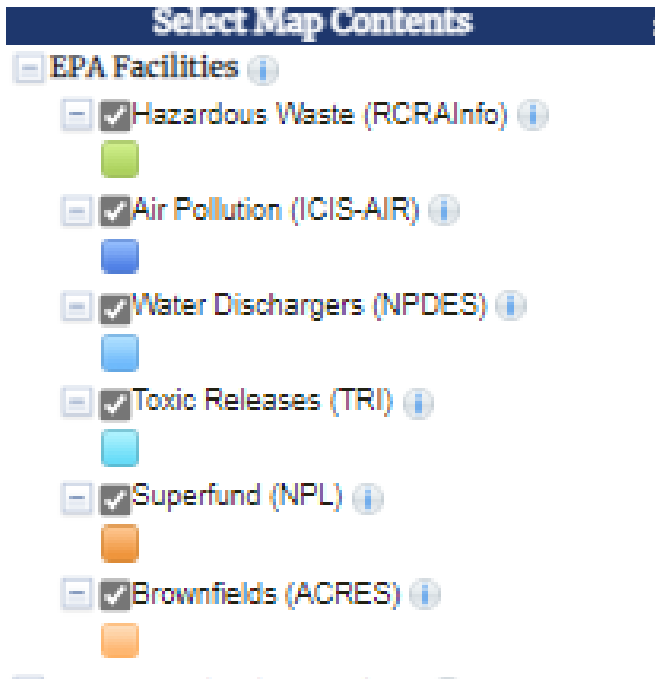 Select Map Contents
EPA Facilities
Hazardous Waste (RCRAInfo)
Air Pollution (ICIS-AIR)
Water Dischargers (NPDES)
Toxic Releases (TRI)
Superfund (NPL)
Brownfields (ACRES)